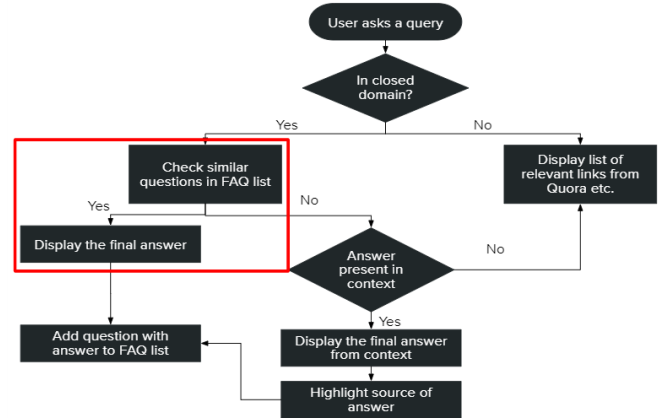 User asks a query
In closed
domain?
Yes
No
Check similar
questions in FAQ list
Display list of
relevant links from
Quora etc.
Yes
No
Display the final answer
Answer
present in
context
No
Yes
Add question with
answer to FAQ list
Display the final answer
from context
Highlight source of
answer